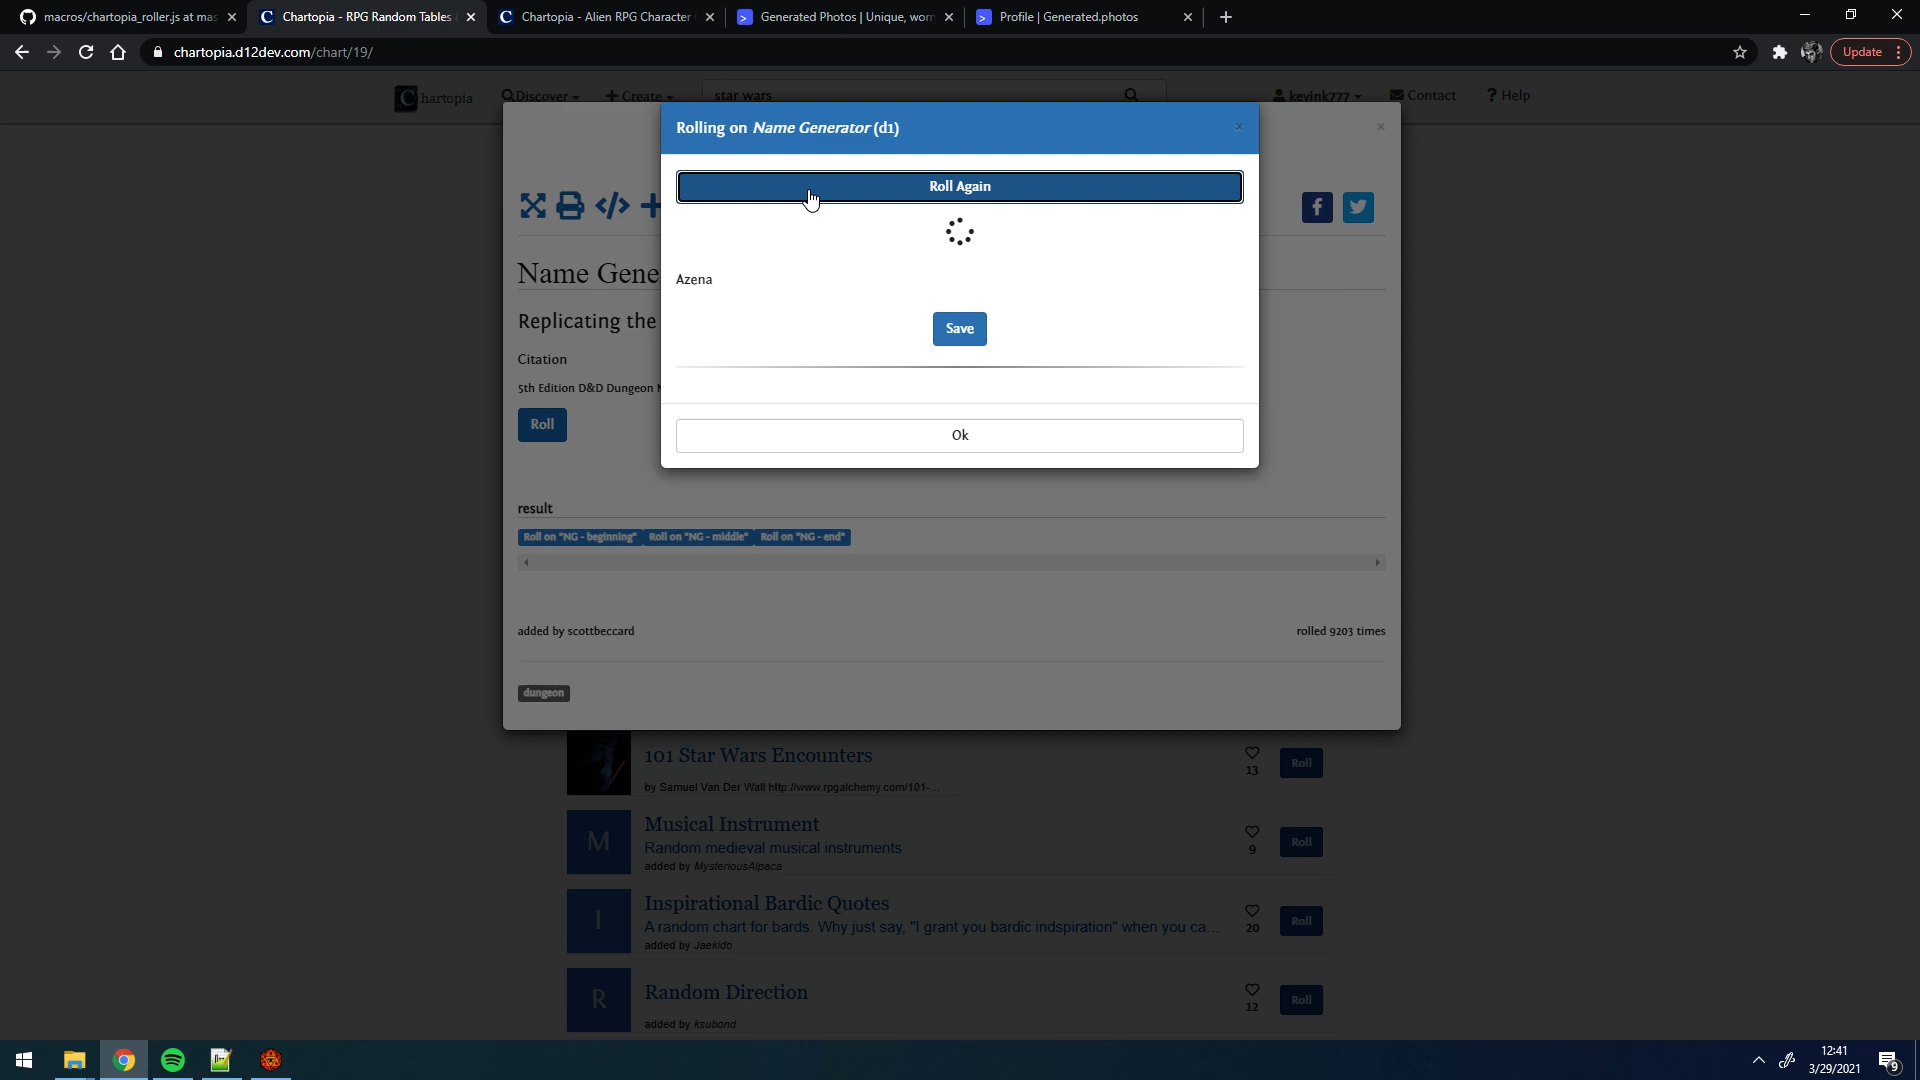 macros/chartopia_roller.js at mas
Chartopia - RPG Random Tables
Chartopia - Alien RPG Character
Generated Photos | Unique, worr
Profile | Generated.photos
chartopia.d12dev.com/chart/19/
Update
C hartopia
Discover
Create
star wars
kevink777
Contact
? Help
Rolling on Name Generator (d1)
Roll Again
Azena
Save
Ok
Name Gene
Replicating the
Citation
5th Edition D&D Dungeon
Roll
result
Roll on "NG - beginning" Roll on "NG - middle" Roll on "NG - end"
added by scottbeccard
rolled 9203 times
dungeon
101 Star Wars Encounters
by Samuel Van Der Wall http://www.rpgalchemy.com/101-...
13
Roll
M
Musical Instrument
Random medieval musical instruments
added by MysteriousAlpaca
9
Roll
I
Inspirational Bardic Quotes
A random chart for bards. Why just say, "I grant you bardic indspiration" when you ca...
added by Jaekido
20
Roll
R
Random Direction
added by ksubond
12
Roll
12:41
3/29/2021
9